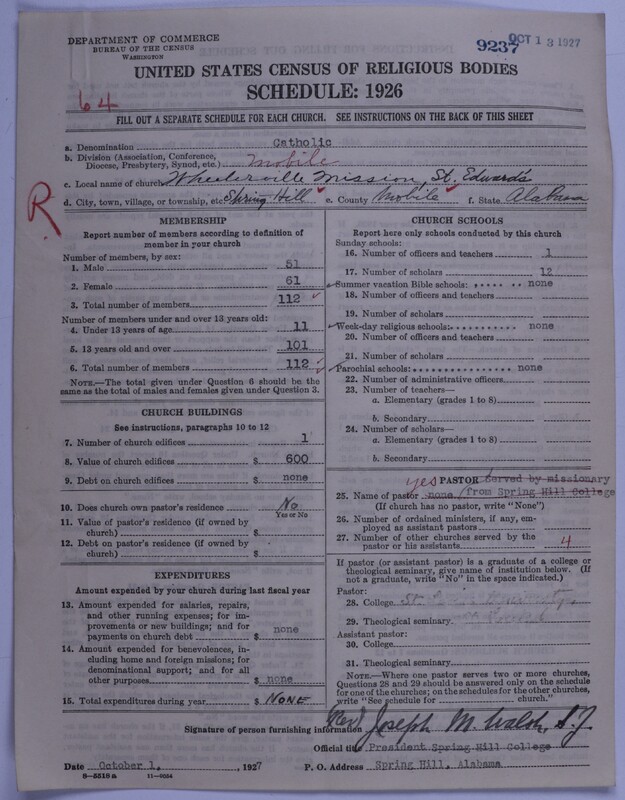 DEPARTMENT OF COMMERCE
BUREAU OF THE CENSUS
WASHINGTON
9237 OCT 13 1927
UNITED STATES CENSUS OF RELIGIOUS BODIES
SCHEDULE: 1926
64
FILL OUT A SEPARATE SCHEDULE FOR EACH CHURCH. SEE INSTRUCTIONS ON THE BACK OF THIS SHEET
R
a. Denomination Catholic
b. Division (Association, Conference, Diocese, Presbytery, Synod, etc.) Mobile
c. Local name of church Wheelerville Mission, St. Edward's
d. City, town, village, or township, etc Spring Hill e. County Mobile f. State Alabama
MEMBERSHIP
Report number of members according to definition of member in your church
Number of members, by sex:
1. Male 51
2. Female 61
3. Total number of members 112
Number of members under and over 13 years old:
4. Under 13 years of age 11
5. 13 years old and over 101
6. Total number of members 112
NOTE.—The total given under Question 6 should be the same as the total of males and females given under Question 3.
CHURCH BUILDINGS
See instructions, paragraphs 10 to 12
7. Number of church edifices 1
8. Value of church edifices $ 600
9. Debt on church edifices $ none
10. Does church own pastor's residence? No
Yes or No
11. Value of pastor's residence (if owned by church) $
12. Debt on pastor's residence (if owned by church) $
EXPENDITURES
Amount expended by your church during last fiscal year
13. Amount expended for salaries, repairs, and other running expenses; for improvements or new buildings; and for payments on church debt $ none
14. Amount expended for benevolences, including home and foreign missions; for denominational support; and for all other purposes $ none
15. Total expenditures during year $ NONE
CHURCH SCHOOLS
Report here only schools conducted by this church
Sunday schools:
16. Number of officers and teachers 1
17. Number of scholars 12
Summer vacation Bible schools: none
18. Number of officers and teachers
19. Number of scholars
Week-day religious schools: none
20. Number of officers and teachers
21. Number of scholars
Parochial schools: none
22. Number of administrative officers
23. Number of teachers—
a. Elementary (grades 1 to 8)
b. Secondary
24. Number of scholars—
a. Elementary (grades 1 to 8)
b. Secondary
yes PASTOR Served by missionary
25. Name of pastor none/from Spring Hill College
(If church has no pastor, write "None")
26. Number of ordained ministers, if any, employed as assistant pastors
27. Number of other churches served by the pastor or his assistants 4
If pastor (or assistant pastor) is a graduate of a college or theological seminary, give name of institution below. (If not a graduate, write "No" in the space indicated.)
Pastor:
28. College St. University
29. Theological seminary
Assistant pastor:
30. College
31. Theological seminary
NOTE.—Where one pastor serves two or more churches, Questions 28 and 29 should be answered only on the schedule for one of the churches; on the schedules for the other churches, write "See schedule for church."
Signature of person furnishing information (Rev) Joseph M. Walsh, S.J.
Official title President Spring Hill College
Date October 1, 1927 P. O. Address Spring Hill, Alabama
8—5516a 11—9554